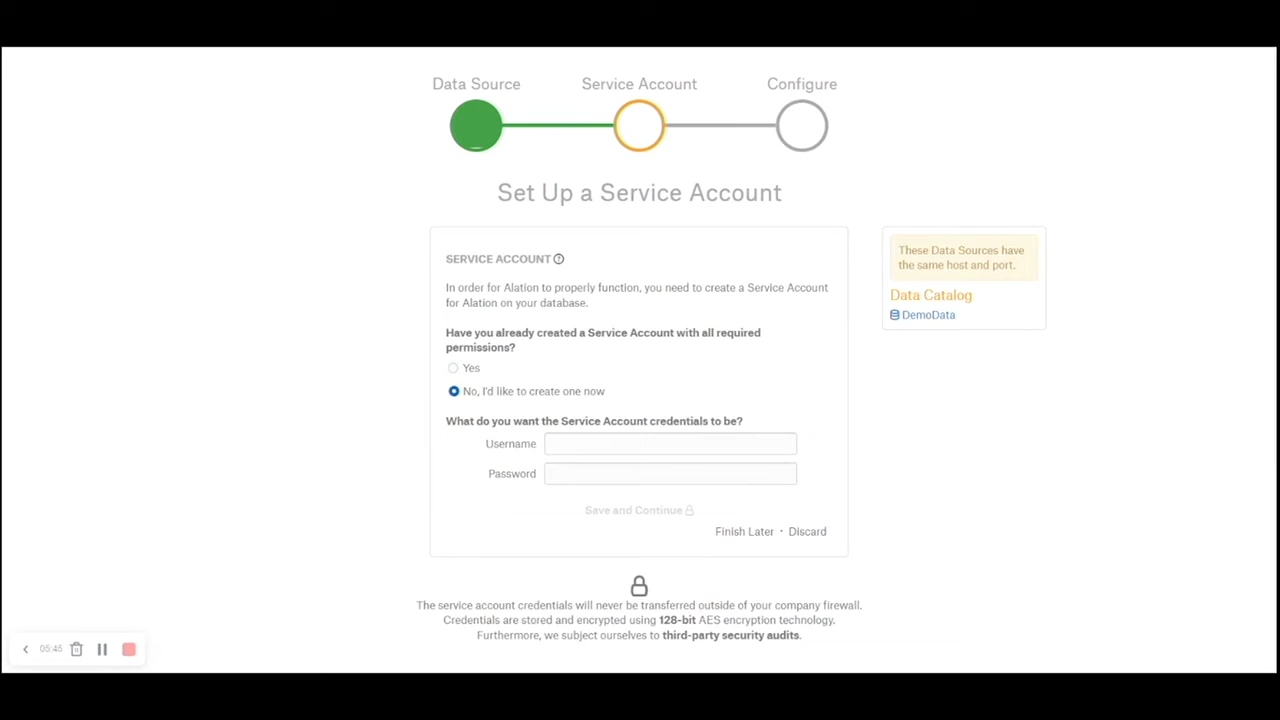 Data Source
Service Account
Configure
Set Up a Service Account
SERVICE ACCOUNT ?
In order for Alation to properly function, you need to create a Service Account
for Alation on your database.
Have you already created a Service Account with all required
permissions?
Yes
No, I'd like to create one now
What do you want the Service Account credentials to be?
Username
Password
Save and Continue
Finish Later · Discard
These Data Sources have
the same host and port.
Data Catalog
DemoData
The service account credentials will never be transferred outside of your company firewall.
Credentials are stored and encrypted using 128-bit AES encryption technology.
Furthermore, we subject ourselves to third-party security audits.
05:45